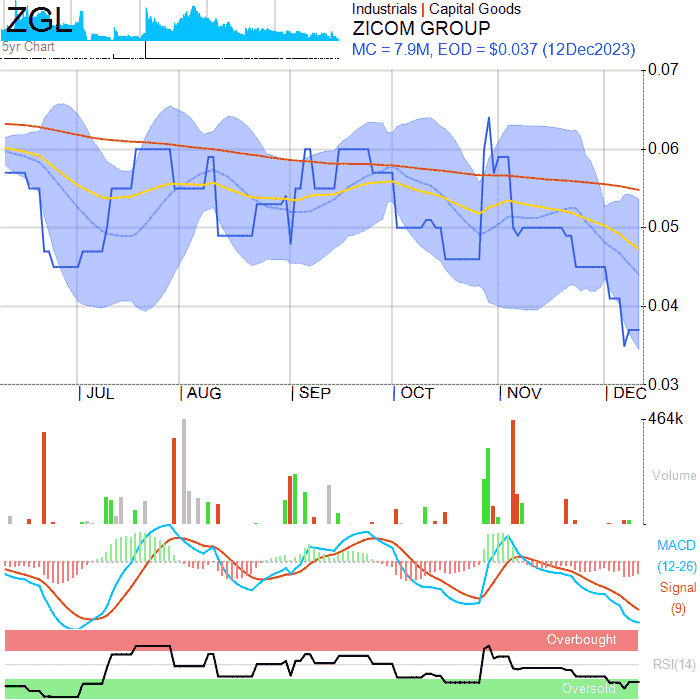 ZGL
5yr Chart
Industrials | Capital Goods
ZICOM GROUP
MC = 7.9M, EOD = $0.037 (12Dec2023)
0.07
0.06
0.05
0.04
0.03
| JUL | AUG | SEP | OCT | NOV | DEC
464k
Volume
MACD
(12-26)
Signal
(9)
Overbought
RSI(14)
Oversold